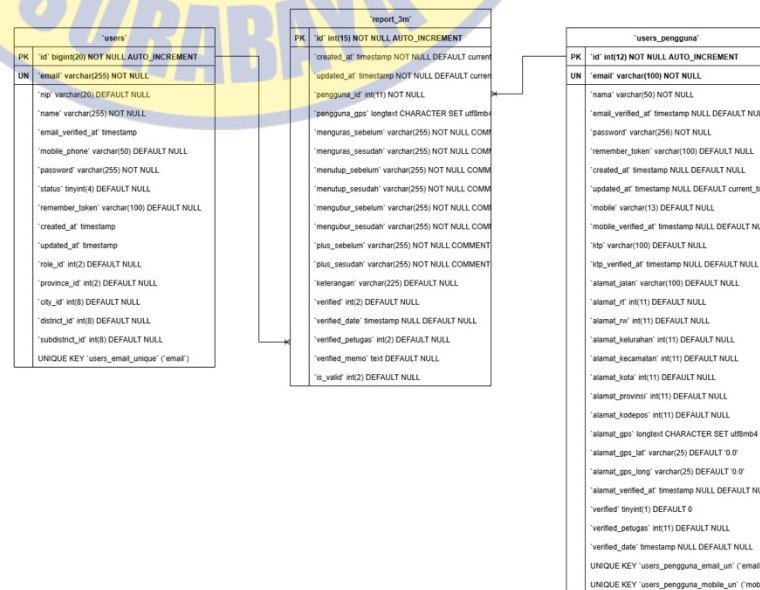 SURABAYA
`users`
PK `id` bigint(20) NOT NULL AUTO_INCREMENT
UN `email` varchar(255) NOT NULL
`nip` varchar(20) DEFAULT NULL
`name` varchar(255) NOT NULL
`email_verified_at` timestamp
`mobile_phone` varchar(50) DEFAULT NULL
`password` varchar(255) NOT NULL
`status` tinyint(4) DEFAULT NULL
`remember_token` varchar(100) DEFAULT NULL
`created_at` timestamp
`updated_at` timestamp
`role_id` int(2) DEFAULT NULL
`province_id` int(2) DEFAULT NULL
`city_id` int(8) DEFAULT NULL
`district_id` int(8) DEFAULT NULL
`subdistrict_id` int(8) DEFAULT NULL
UNIQUE KEY `users_email_unique` (`email`)
`report_3m`
PK `id` int(15) NOT NULL AUTO_INCREMENT
`created_at` timestamp NOT NULL DEFAULT current
`updated_at` timestamp NOT NULL DEFAULT curren
`pengguna_id` int(11) NOT NULL
`pengguna_gps` longtext CHARACTER SET utf8mb4
`menguras_sebelum` varchar(255) NOT NULL COMM
`menguras_sesudah` varchar(255) NOT NULL COMM
`menutup_sebelum` varchar(255) NOT NULL COMM
`menutup_sesudah` varchar(255) NOT NULL COMM
`mengubur_sebelum` varchar(255) NOT NULL COMM
`mengubur_sesudah` varchar(255) NOT NULL COMM
`plus_sebelum` varchar(255) NOT NULL COMMENT
`plus_sesudah` varchar(255) NOT NULL COMMENT
`keterangan` varchar(225) DEFAULT NULL
`verified` int(2) DEFAULT NULL
`verified_date` timestamp NULL DEFAULT NULL
`verified_petugas` int(2) DEFAULT NULL
`verified_memo` text DEFAULT NULL
`is_valid` int(2) DEFAULT NULL
`users_pengguna`
PK `id` int(12) NOT NULL AUTO_INCREMENT
UN `email` varchar(100) NOT NULL
`nama` varchar(50) NOT NULL
`email_verified_at` timestamp NULL DEFAULT NUL
`password` varchar(256) NOT NULL
`remember_token` varchar(100) DEFAULT NULL
`created_at` timestamp NULL DEFAULT NULL
`updated_at` timestamp NULL DEFAULT current_ti
`mobile` varchar(13) DEFAULT NULL
`mobile_verified_at` timestamp NULL DEFAULT NU
`ktp` varchar(100) DEFAULT NULL
`ktp_verified_at` timestamp NULL DEFAULT NULL
`alamat_jalan` varchar(100) DEFAULT NULL
`alamat_rt` int(11) DEFAULT NULL
`alamat_rw` int(11) DEFAULT NULL
`alamat_kelurahan` int(11) DEFAULT NULL
`alamat_kecamatan` int(11) DEFAULT NULL
`alamat_kota` int(11) DEFAULT NULL
`alamat_provinsi` int(11) DEFAULT NULL
`alamat_kodepos` int(11) DEFAULT NULL
`alamat_gps` longtext CHARACTER SET utf8mb4
`alamat_gps_lat` varchar(25) DEFAULT '0.0'
`alamat_gps_long` varchar(25) DEFAULT '0.0'
`alamat_verified_at` timestamp NULL DEFAULT NU
`verified` tinyint(1) DEFAULT 0
`verified_petugas` int(11) DEFAULT NULL
`verified_date` timestamp NULL DEFAULT NULL
UNIQUE KEY `users_pengguna_email_un` (`email
UNIQUE KEY `users_pengguna_mobile_un` (`mob